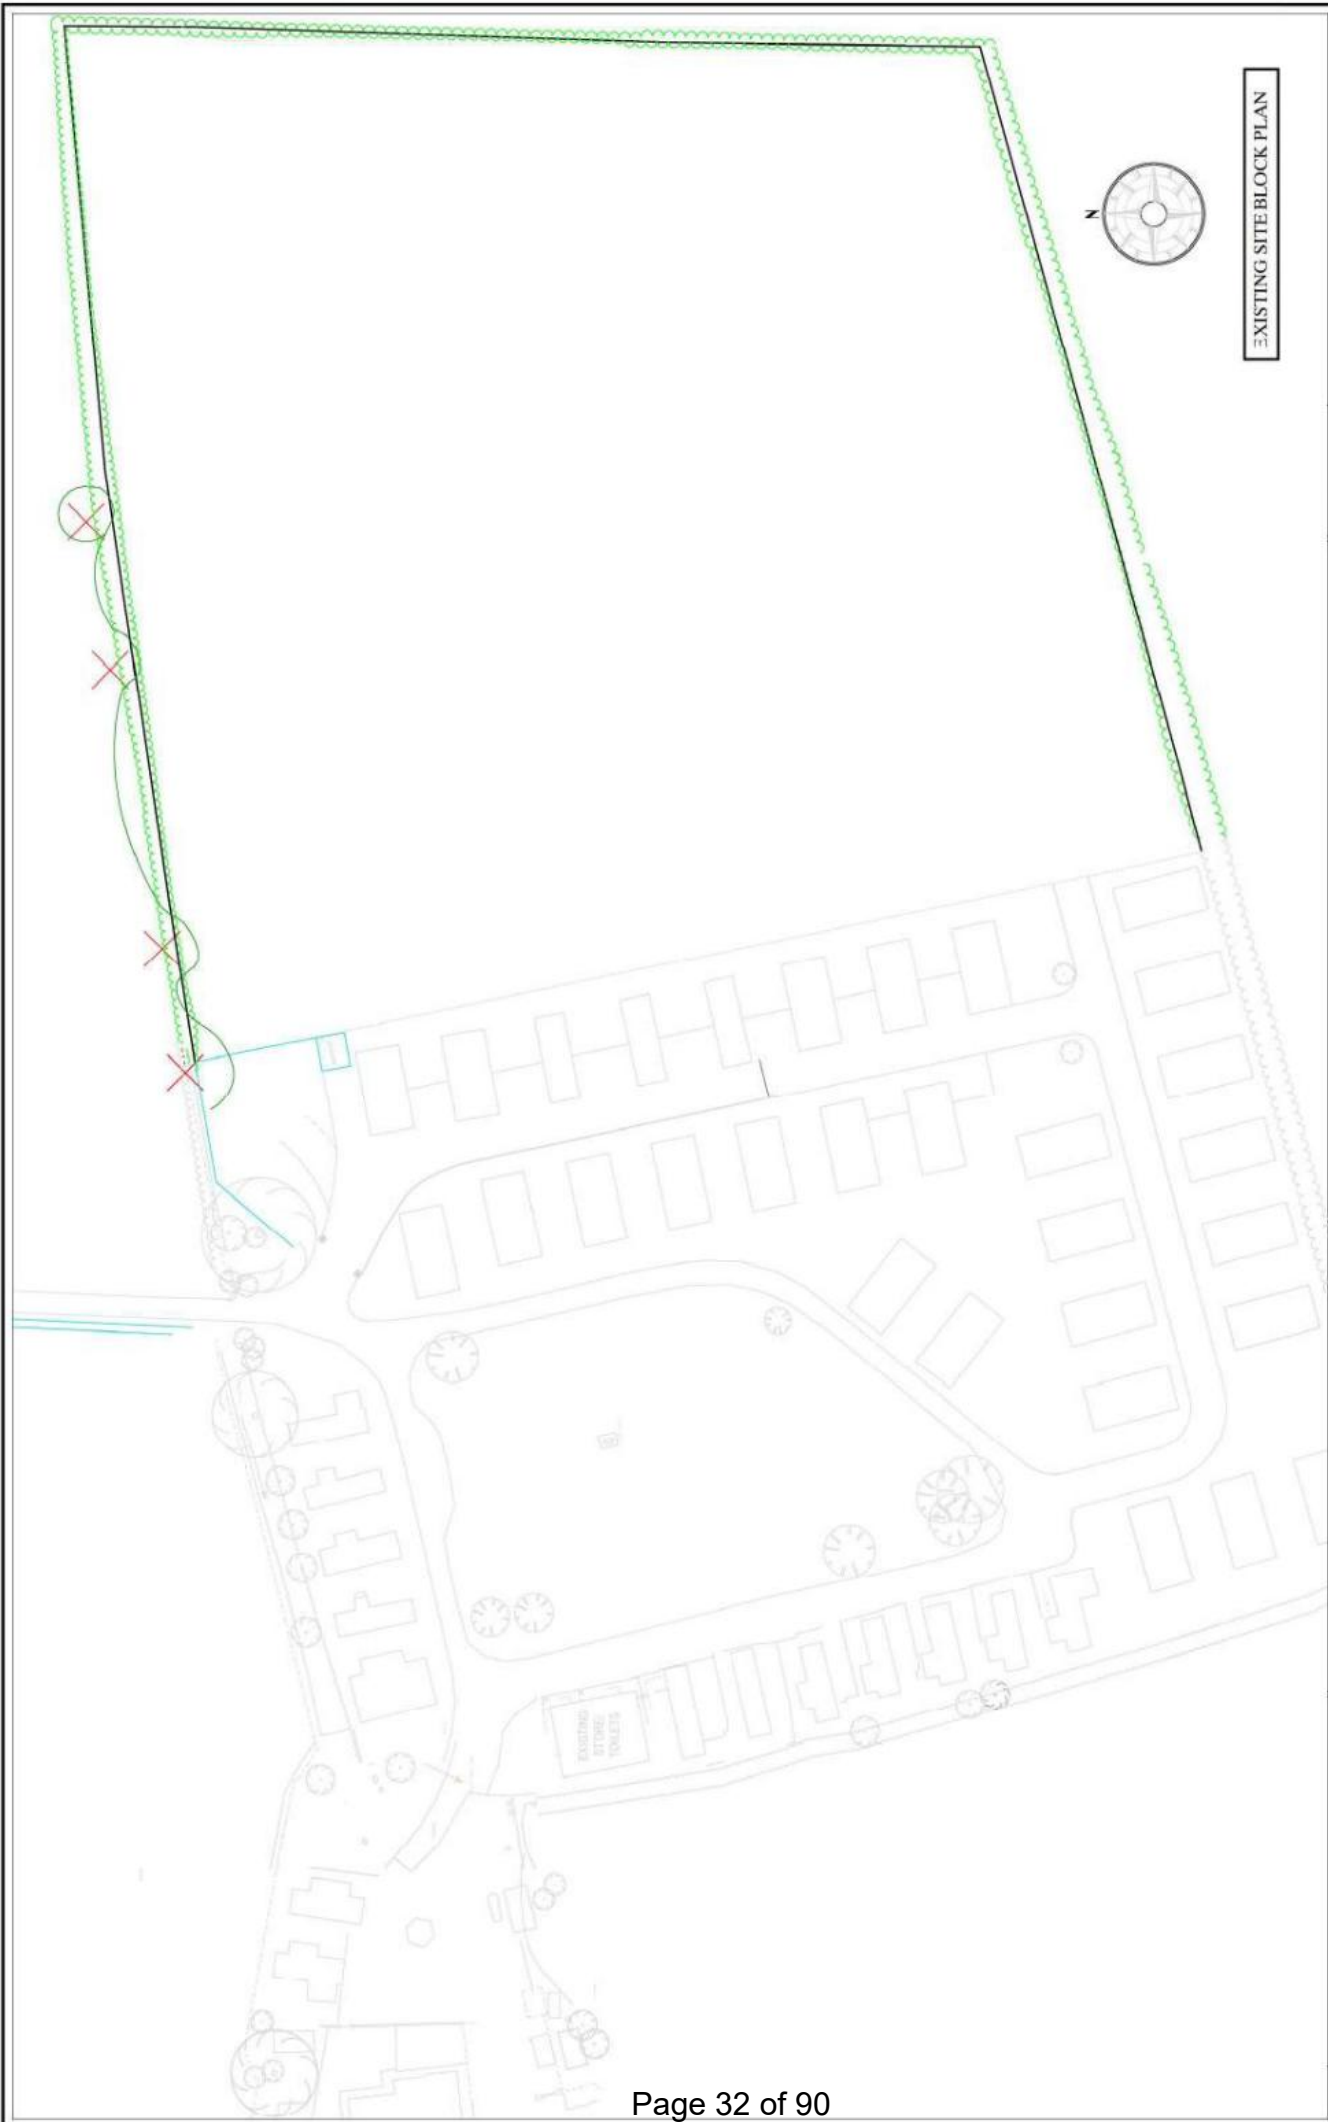 EXISTING SITE BLOCK PLAN
N
EXISTING
STORE/
TOILETS
Page 32 of 90